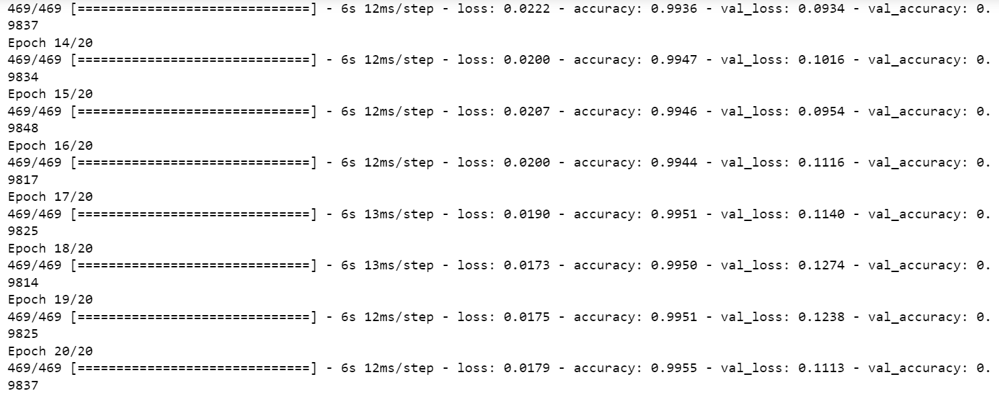 469/469 [==============================] - 6s 12ms/step - loss: 0.0222 - accuracy: 0.9936 - val_loss: 0.0934 - val_accuracy: 0.
9837
Epoch 14/20
469/469 [==============================] - 6s 12ms/step - loss: 0.0200 - accuracy: 0.9947 - val_loss: 0.1016 - val_accuracy: 0.
9834
Epoch 15/20
469/469 [==============================] - 6s 12ms/step - loss: 0.0207 - accuracy: 0.9946 - val_loss: 0.0954 - val_accuracy: 0.
9848
Epoch 16/20
469/469 [==============================] - 6s 12ms/step - loss: 0.0200 - accuracy: 0.9944 - val_loss: 0.1116 - val_accuracy: 0.
9817
Epoch 17/20
469/469 [==============================] - 6s 13ms/step - loss: 0.0190 - accuracy: 0.9951 - val_loss: 0.1140 - val_accuracy: 0.
9825
Epoch 18/20
469/469 [==============================] - 6s 13ms/step - loss: 0.0173 - accuracy: 0.9950 - val_loss: 0.1274 - val_accuracy: 0.
9814
Epoch 19/20
469/469 [==============================] - 6s 12ms/step - loss: 0.0175 - accuracy: 0.9951 - val_loss: 0.1238 - val_accuracy: 0.
9825
Epoch 20/20
469/469 [==============================] - 6s 12ms/step - loss: 0.0179 - accuracy: 0.9955 - val_loss: 0.1113 - val_accuracy: 0.
9837